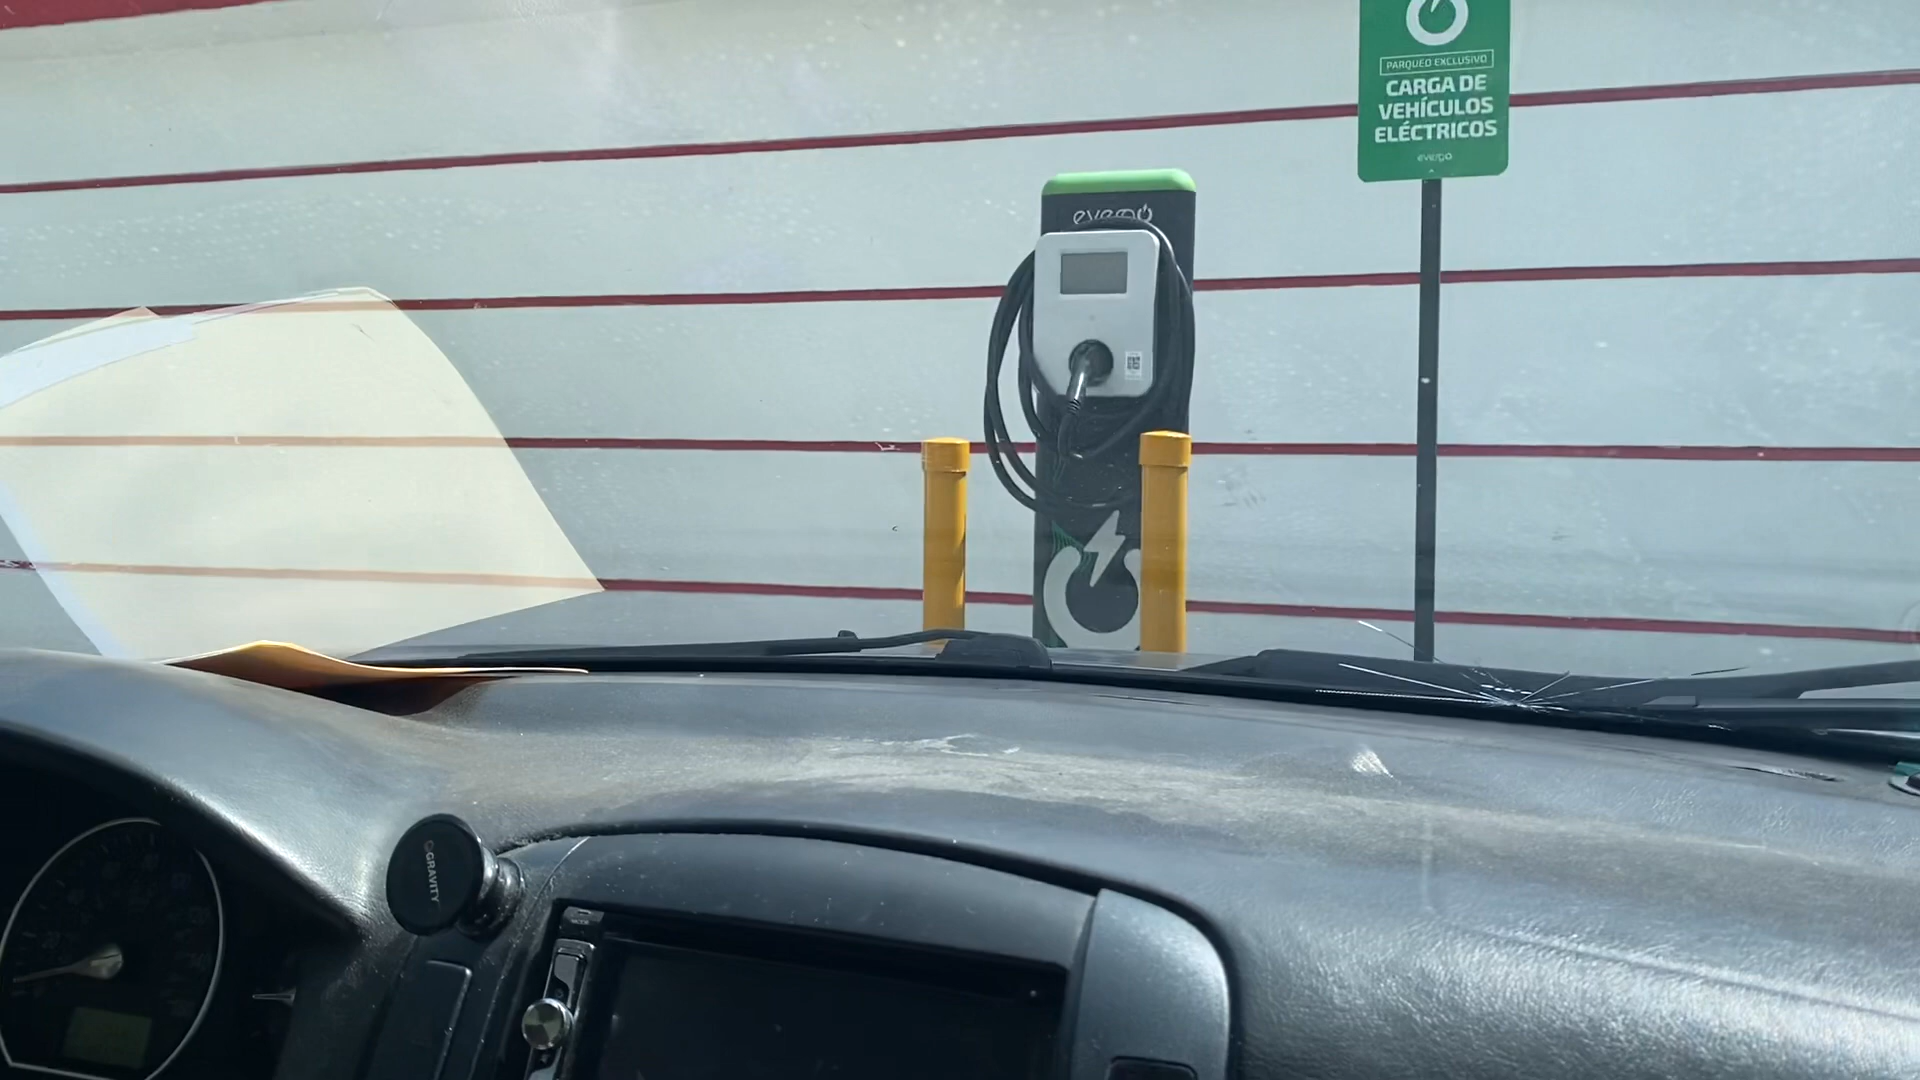 PARQUEO EXCLUSIVO
CARGA DE
VEHÍCULOS
ELÉCTRICOS
evergo
evergo
GRAVITY